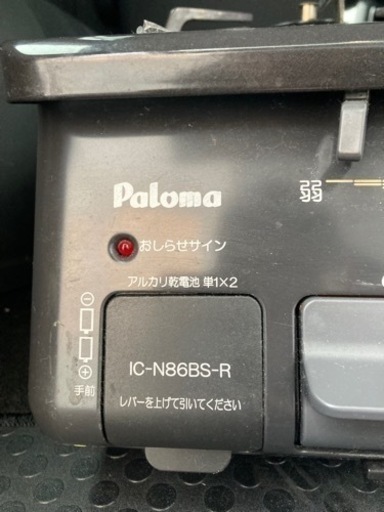 Paloma
弱
おしらせサイン
アルカリ乾電池 単1×2
⊖
⊕
手前
IC-N86BS-R
レバーを上げて引いてください